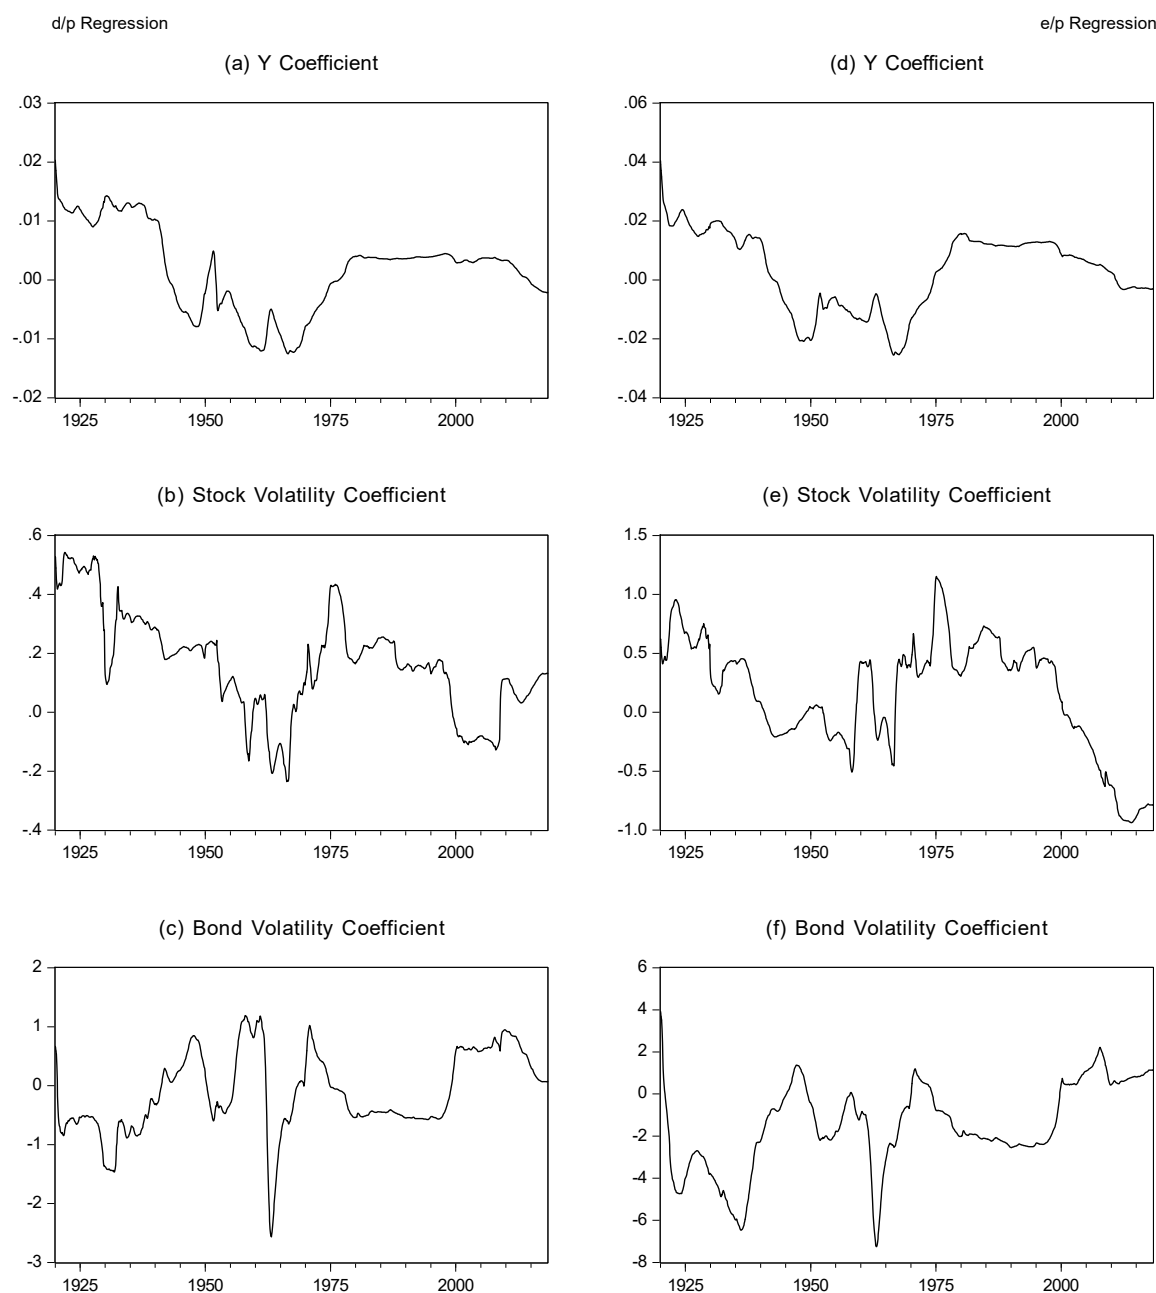 d/p Regression
e/p Regression
(a) Y Coefficient
.03
.02
.01
.00
-.01
-.02
1925 1950 1975 2000
(d) Y Coefficient
.06
.04
.02
.00
-.02
-.04
1925 1950 1975 2000
(b) Stock Volatility Coefficient
.6
.4
.2
.0
-.2
-.4
1925 1950 1975 2000
(e) Stock Volatility Coefficient
1.5
1.0
0.5
0.0
-0.5
-1.0
1925 1950 1975 2000
(c) Bond Volatility Coefficient
2
1
0
-1
-2
-3
1925 1950 1975 2000
(f) Bond Volatility Coefficient
6
4
2
0
-2
-4
-6
-8
1925 1950 1975 2000